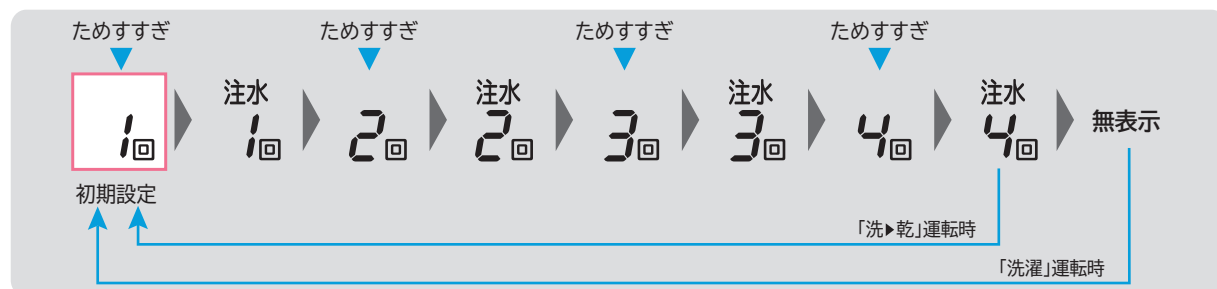 ためすすぎ ためすすぎ ためすすぎ ためすすぎ
注水 注水 注水 注水
1回 1回 2回 2回 3回 3回 4回 4回 無表示
初期設定
「洗▶乾」運転時
「洗濯」運転時